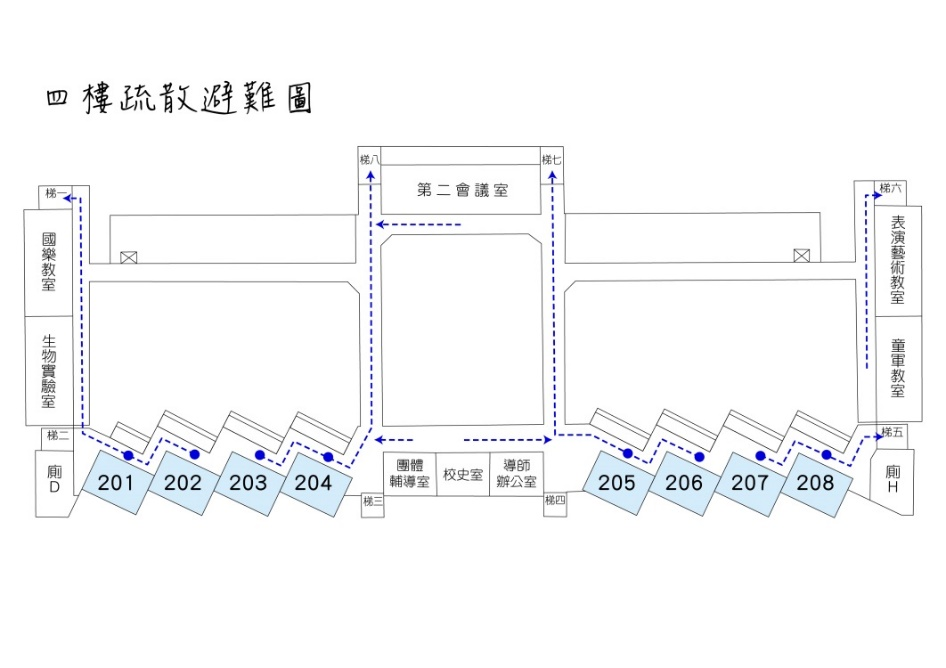 四樓疏散避難圖
梯八
梯七
第二會議室
梯一
梯六
國樂教室
表演藝術教室
生物實驗室
童軍教室
梯二
梯五
廁D
201
202
203
204
團體輔導室
校史室
導師辦公室
205
206
207
208
廁H
梯三
梯四